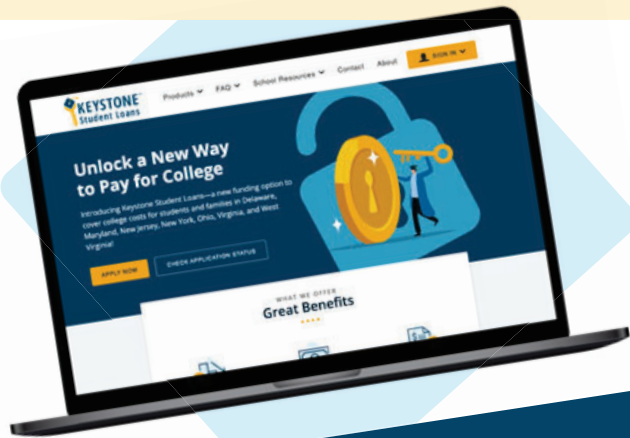 KEYSTONE™
Student Loans
Products FAQ School Resources Contact About SIGN IN
Unlock a New Way
to Pay for College
Introducing Keystone Student Loans—a new funding option to
cover college costs for students and families in Delaware,
Maryland, New Jersey, New York, Ohio, Virginia, and West
Virginia!
APPLY NOW CHECK APPLICATION STATUS
WHAT WE OFFER
Great Benefits